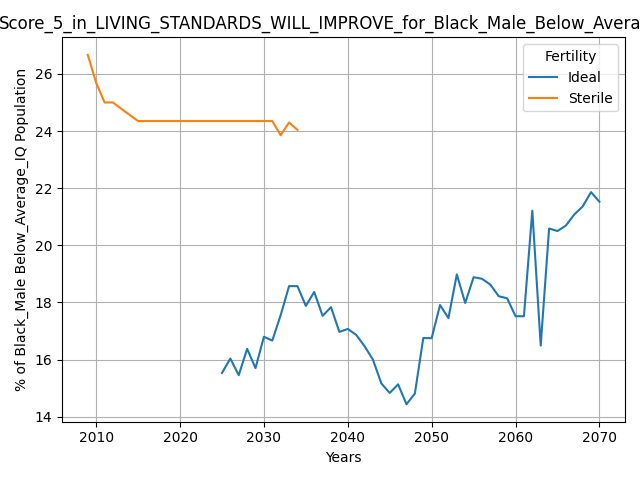 Score_5_in_LIVING_STANDARDS_WILL_IMPROVE_for_Black_Male_Below_Avera
Fertility
Ideal
Sterile
% of Black_Male Below_Average_IQ Population
26
24
22
20
18
16
14
2010 2020 2030 2040 2050 2060 2070
Years